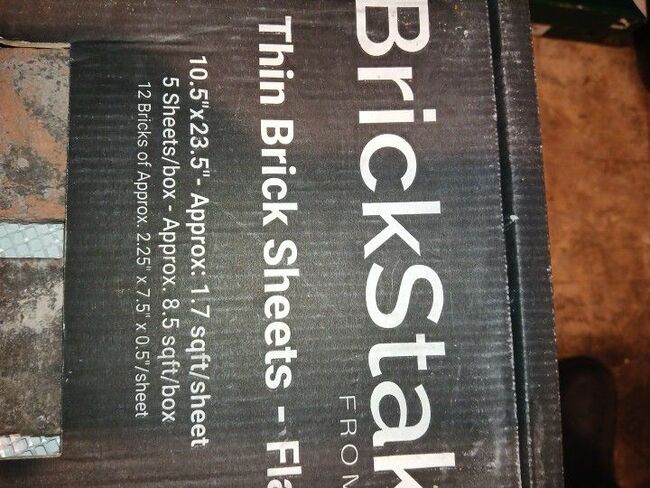 BrickStak
FROM
Thin Brick Sheets - Fla
10.5"x23.5"- Approx: 1.7 sqft/sheet
5 Sheets/box - Approx. 8.5 sqft/box
12 Bricks of Approx. 2.25" x 7.5" x 0.5"/sheet